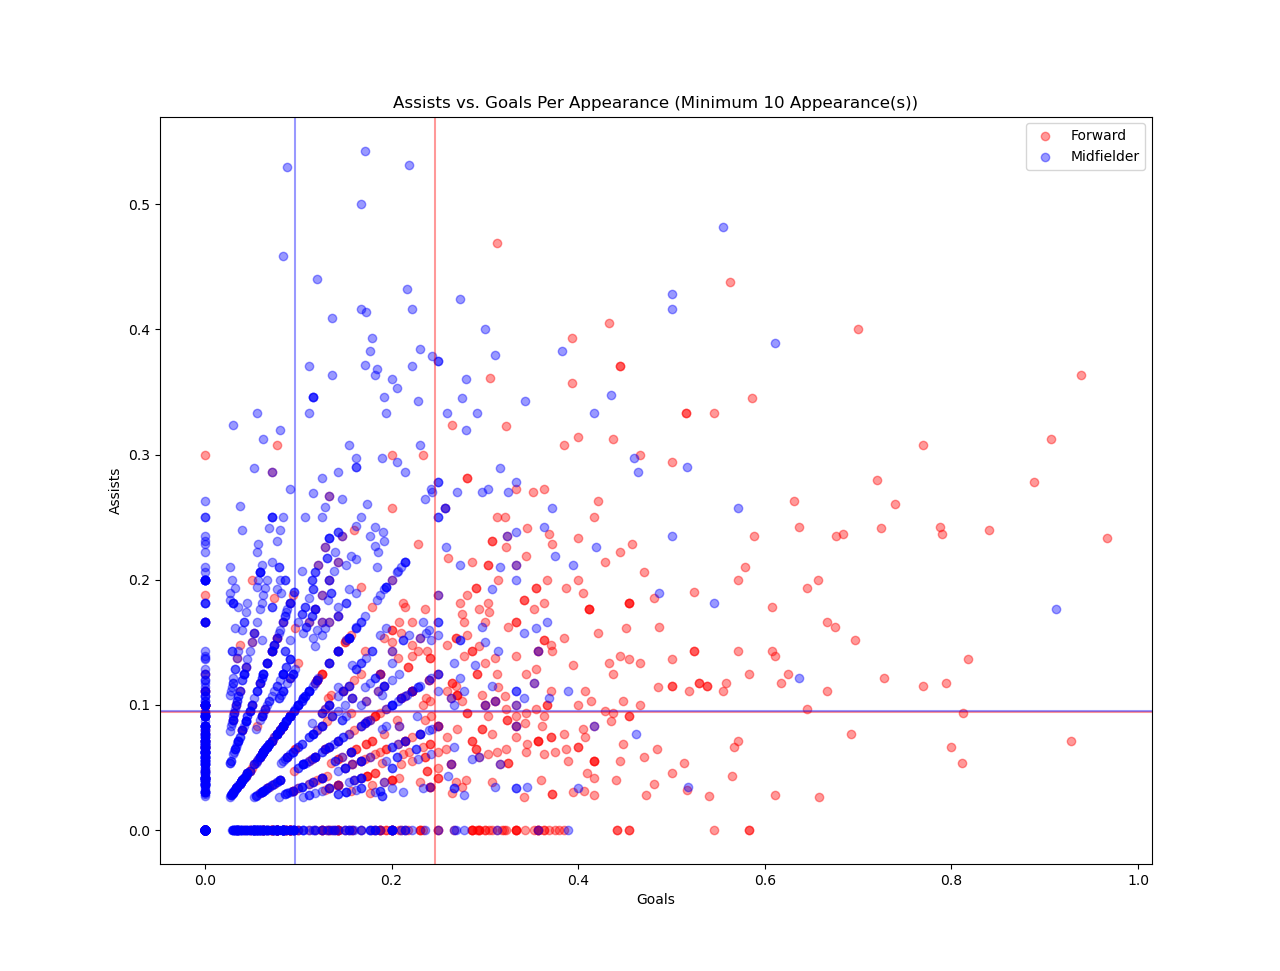 Assists vs. Goals Per Appearance (Minimum 10 Appearance(s))
Forward
Midfielder
Assists
0.5
0.4
0.3
0.2
0.1
0.0
0.0 0.2 0.4 0.6 0.8 1.0
Goals